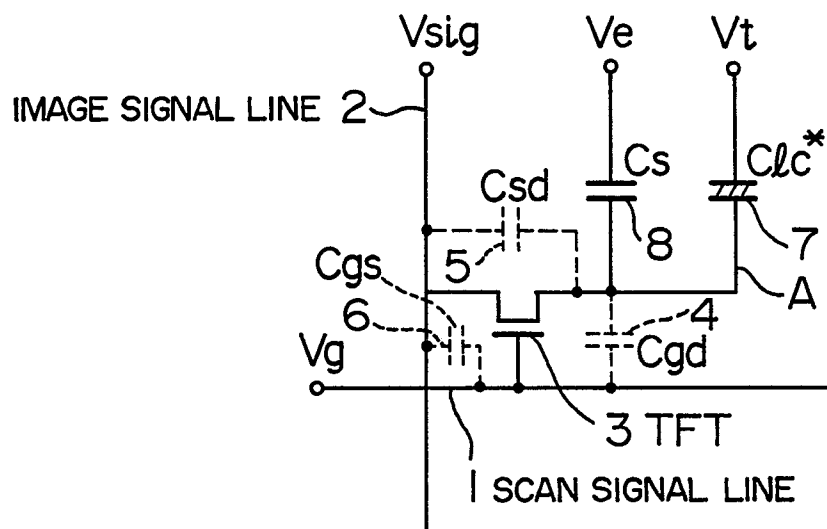 Vsig
Ve
Vt
IMAGE SIGNAL LINE 2
Cs
Clc*
Csd
8
7
5
Cgs
A
6
4
Vg
Cgd
3 TFT
1 SCAN SIGNAL LINE